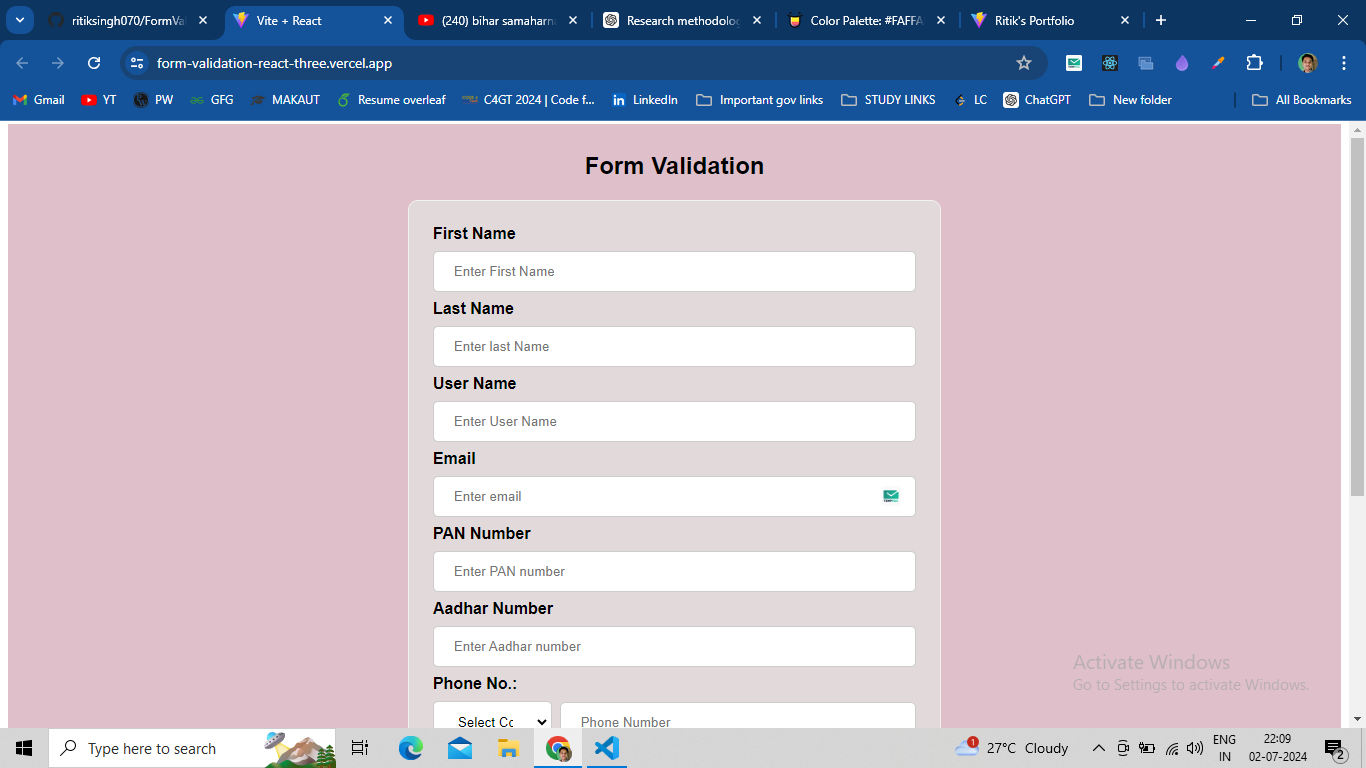 ritiksingh070/FormVal
Vite + React
(240) bihar samaharna
Research methodolog
Color Palette: #FAFFA
Ritik's Portfolio
form-validation-react-three.vercel.app
Gmail
YT
PW
GFG
MAKAUT
Resume overleaf
C4GT 2024 | Code f...
LinkedIn
Important gov links
STUDY LINKS
LC
ChatGPT
New folder
All Bookmarks
Form Validation
First Name
Enter First Name
Last Name
Enter last Name
User Name
Enter User Name
Email
Enter email
PAN Number
Enter PAN number
Aadhar Number
Enter Aadhar number
Phone No.:
Select Co
Phone Number
Activate Windows
Go to Settings to activate Windows.
Type here to search
1
27°C Cloudy
ENG
IN
22:09
02-07-2024
2